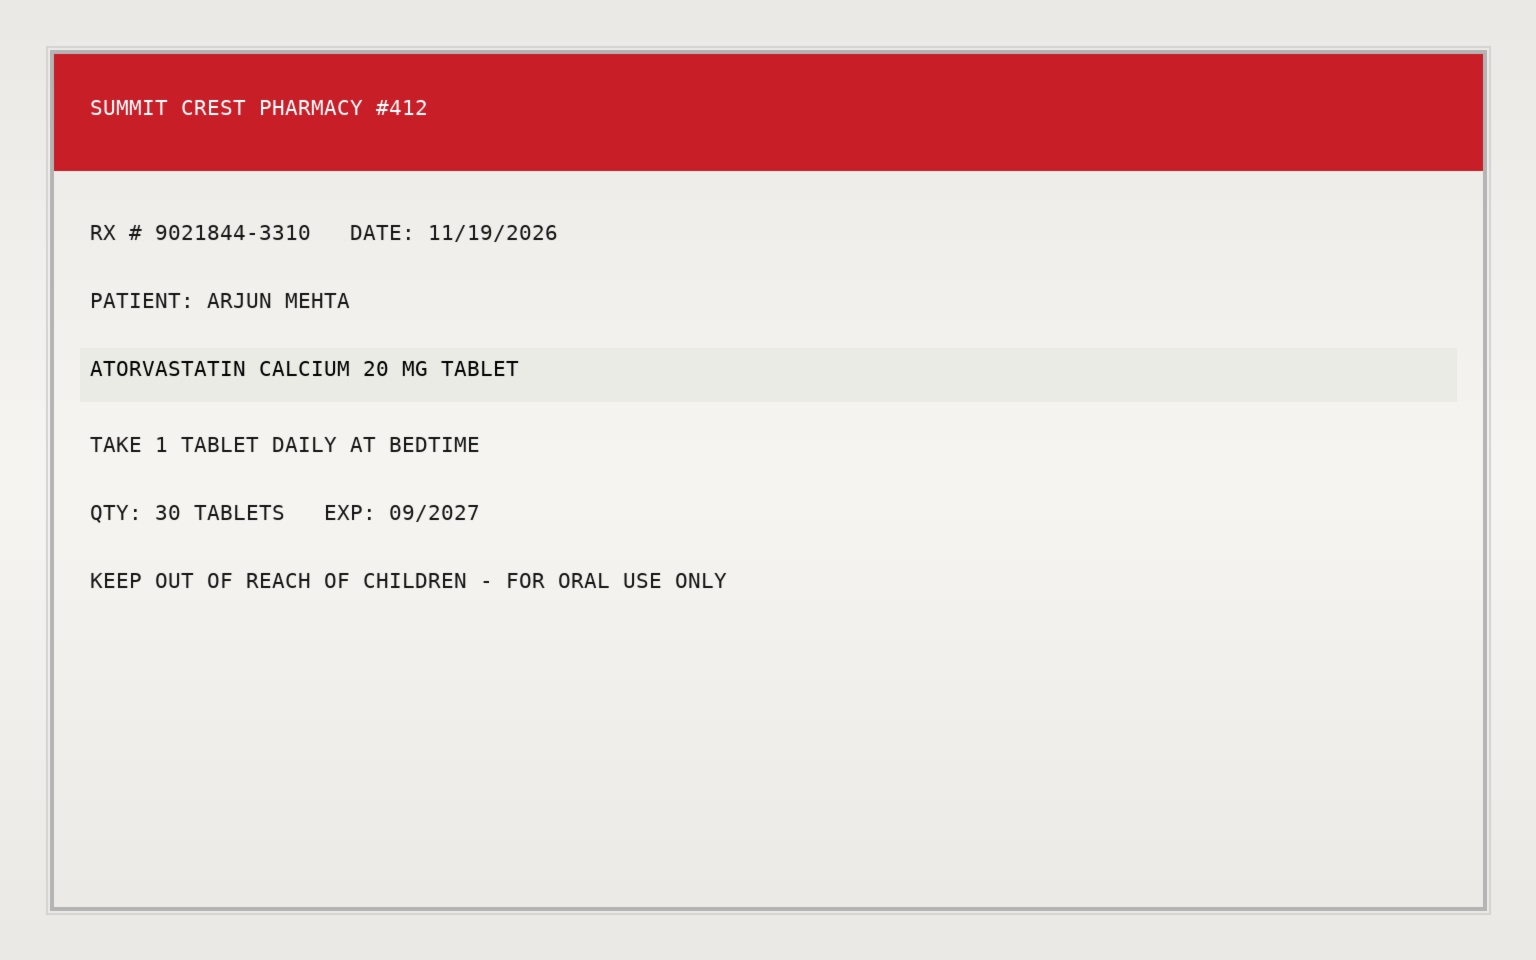 SUMMIT CREST PHARMACY #412
RX # 9021844-3310   DATE: 11/19/2026
PATIENT: ARJUN MEHTA
ATORVASTATIN CALCIUM 20 MG TABLET
TAKE 1 TABLET DAILY AT BEDTIME
QTY: 30 TABLETS   EXP: 09/2027
KEEP OUT OF REACH OF CHILDREN - FOR ORAL USE ONLY